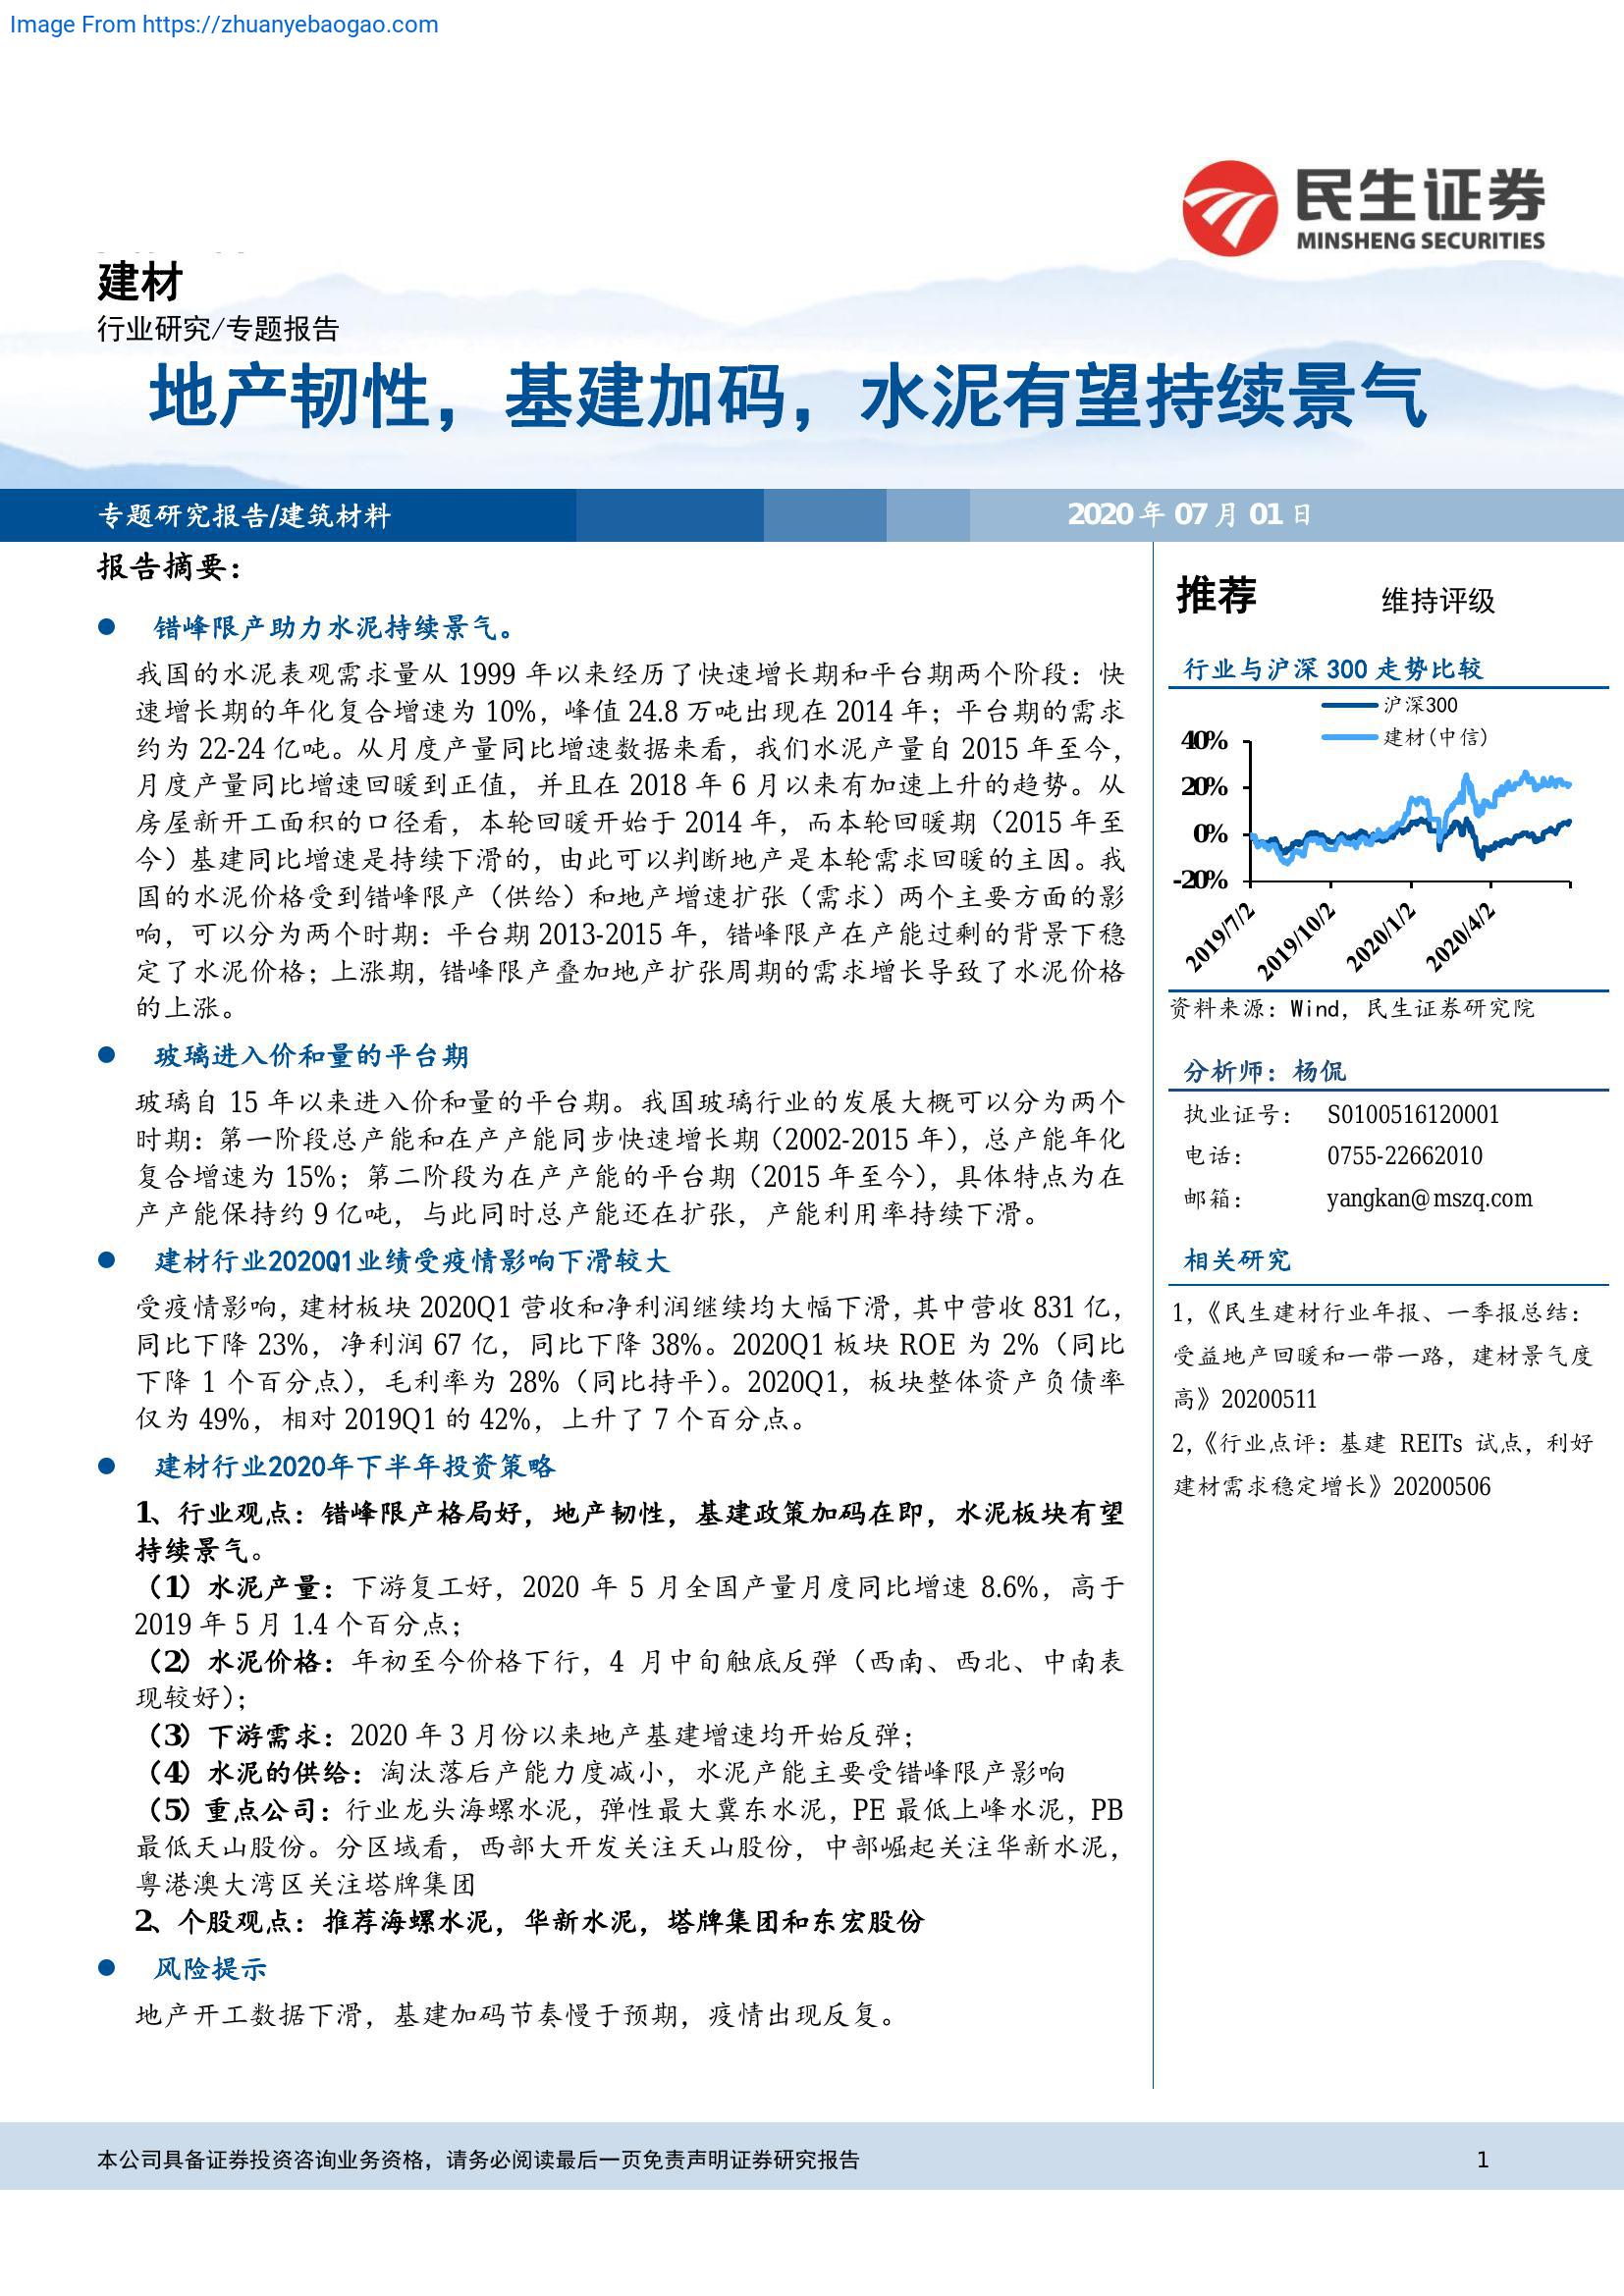 Image From https://zhuanyebaogao.com
民生证券
MINSHENG SECURITIES
建材
行业研究/专题报告
地产韧性，基建加码，水泥有望持续景气
专题研究报告/建筑材料
2020 年 07 月 01 日
报告摘要：
● 错峰限产助力水泥持续景气。
我国的水泥表观需求量从 1999 年以来经历了快速增长期和平台期两个阶段：快
速增长期的年化复合增速为 10%，峰值 24.8 万吨出现在 2014 年；平台期的需求
约为 22-24 亿吨。从月度产量同比增速数据来看，我们水泥产量自 2015 年至今，
月度产量同比增速回暖到正值，并且在 2018 年 6 月以来有加速上升的趋势。从
房屋新开工面积的口径看，本轮回暖开始于 2014 年，而本轮回暖期（2015 年至
今）基建同比增速是持续下滑的，由此可以判断地产是本轮需求回暖的主因。我
国的水泥价格受到错峰限产（供给）和地产增速扩张（需求）两个主要方面的影
响，可以分为两个时期：平台期 2013-2015 年，错峰限产在产能过剩的背景下稳
定了水泥价格；上涨期，错峰限产叠加地产扩张周期的需求增长导致了水泥价格
的上涨。
● 玻璃进入价和量的平台期
玻璃自 15 年以来进入价和量的平台期。我国玻璃行业的发展大概可以分为两个
时期：第一阶段总产能和在产产能同步快速增长期（2002-2015 年），总产能年化
复合增速为 15%；第二阶段为在产产能的平台期（2015 年至今），具体特点为在
产产能保持约 9 亿吨，与此同时总产能还在扩张，产能利用率持续下滑。
● 建材行业2020Q1业绩受疫情影响下滑较大
受疫情影响，建材板块 2020Q1 营收和净利润继续均大幅下滑，其中营收 831 亿，
同比下降 23%，净利润 67 亿，同比下降 38%。2020Q1 板块 ROE 为 2%（同比
下降 1 个百分点），毛利率为 28%（同比持平）。2020Q1，板块整体资产负债率
仅为 49%，相对 2019Q1 的 42%，上升了 7 个百分点。
● 建材行业2020年下半年投资策略
1、行业观点：错峰限产格局好，地产韧性，基建政策加码在即，水泥板块有望
持续景气。
（1）水泥产量：下游复工好，2020 年 5 月全国产量月度同比增速 8.6%，高于
2019 年 5 月 1.4 个百分点；
（2）水泥价格：年初至今价格下行，4 月中旬触底反弹（西南、西北、中南表
现较好）；
（3）下游需求：2020 年 3 月份以来地产基建增速均开始反弹；
（4）水泥的供给：淘汰落后产能力度减小，水泥产能主要受错峰限产影响
（5）重点公司：行业龙头海螺水泥，弹性最大冀东水泥，PE 最低上峰水泥，PB
最低天山股份。分区域看，西部大开发关注天山股份，中部崛起关注华新水泥，
粤港澳大湾区关注塔牌集团
2、个股观点：推荐海螺水泥，华新水泥，塔牌集团和东宏股份
● 风险提示
地产开工数据下滑，基建加码节奏慢于预期，疫情出现反复。
推荐 维持评级
行业与沪深 300 走势比较
沪深300
建材(中信)
40%
20%
0%
-20%
2019/7/2
2019/10/2
2020/1/2
2020/4/2
资料来源：Wind，民生证券研究院
分析师：杨侃
执业证号： S0100516120001
电话： 0755-22662010
邮箱： yangkan@mszq.com
相关研究
1,《民生建材行业年报、一季报总结：
受益地产回暖和一带一路，建材景气度
高》20200511
2,《行业点评：基建 REITs 试点，利好
建材需求稳定增长》20200506
本公司具备证券投资咨询业务资格，请务必阅读最后一页免责声明证券研究报告
1